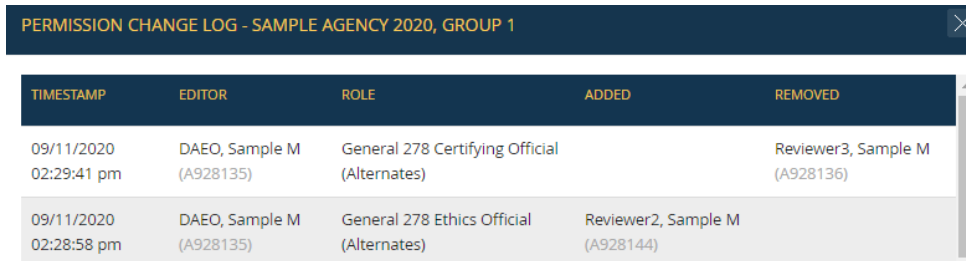 PERMISSION CHANGE LOG - SAMPLE AGENCY 2020, GROUP 1
TIMESTAMP EDITOR ROLE ADDED REMOVED
09/11/2020 DAEO, Sample M General 278 Certifying Official Reviewer3, Sample M
02:29:41 pm (A928135) (Alternates) (A928136)
09/11/2020 DAEO, Sample M General 278 Ethics Official Reviewer2, Sample M
02:28:58 pm (A928135) (Alternates) (A928144)